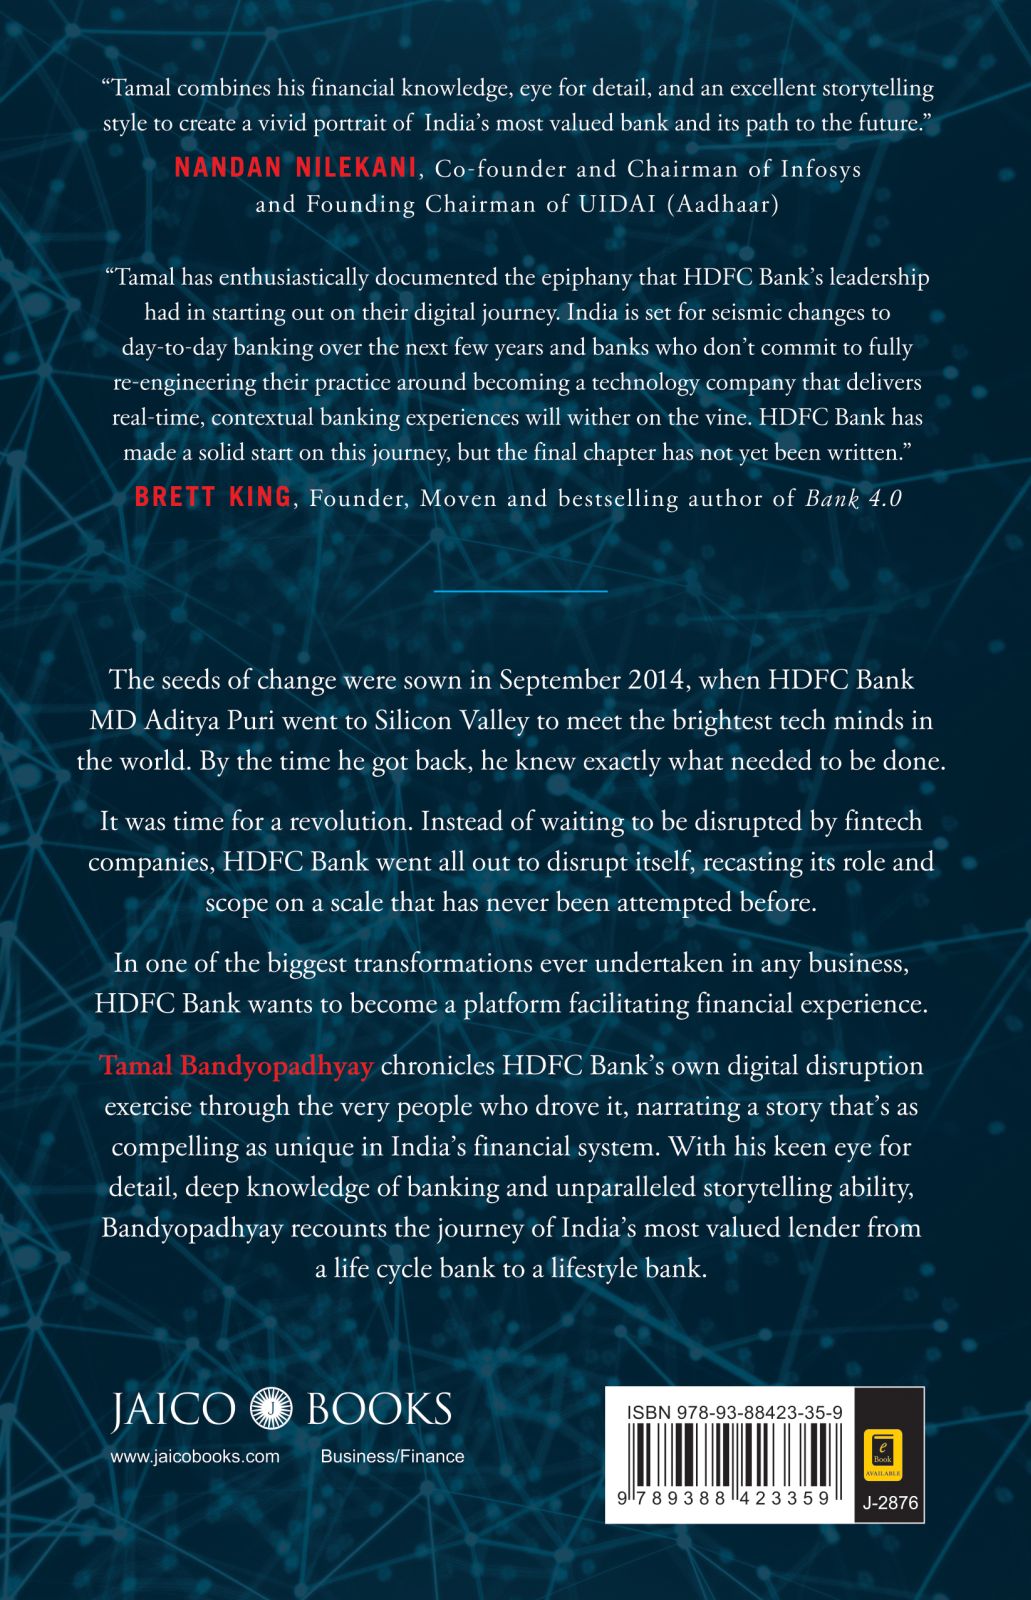 “Tamal combines his financial knowledge, eye for detail, and an excellent storytelling
style to create a vivid portrait of India’s most valued bank and its path to the future.”
NANDAN NILEKANI, Co-founder and Chairman of Infosys
and Founding Chairman of UIDAI (Aadhaar)
“Tamal has enthusiastically documented the epiphany that HDFC Bank’s leadership
had in starting out on their digital journey. India is set for seismic changes to
day-to-day banking over the next few years and banks who don’t commit to fully
re-engineering their practice around becoming a technology company that delivers
real-time, contextual banking experiences will wither on the vine. HDFC Bank has
made a solid start on this journey, but the final chapter has not yet been written.”
BRETT KING, Founder, Moven and bestselling author of Bank 4.0
The seeds of change were sown in September 2014, when HDFC Bank
MD Aditya Puri went to Silicon Valley to meet the brightest tech minds in
the world. By the time he got back, he knew exactly what needed to be done.
It was time for a revolution. Instead of waiting to be disrupted by fintech
companies, HDFC Bank went all out to disrupt itself, recasting its role and
scope on a scale that has never been attempted before.
In one of the biggest transformations ever undertaken in any business,
HDFC Bank wants to become a platform facilitating financial experience.
Tamal Bandyopadhyay chronicles HDFC Bank’s own digital disruption
exercise through the very people who drove it, narrating a story that’s as
compelling as unique in India’s financial system. With his keen eye for
detail, deep knowledge of banking and unparalleled storytelling ability,
Bandyopadhyay recounts the journey of India’s most valued lender from
a life cycle bank to a lifestyle bank.
JAICO J BOOKS
www.jaicobooks.com Business/Finance
ISBN 978-93-88423-35-9
9 789388 423359
e
Book
AVAILABLE
J-2876